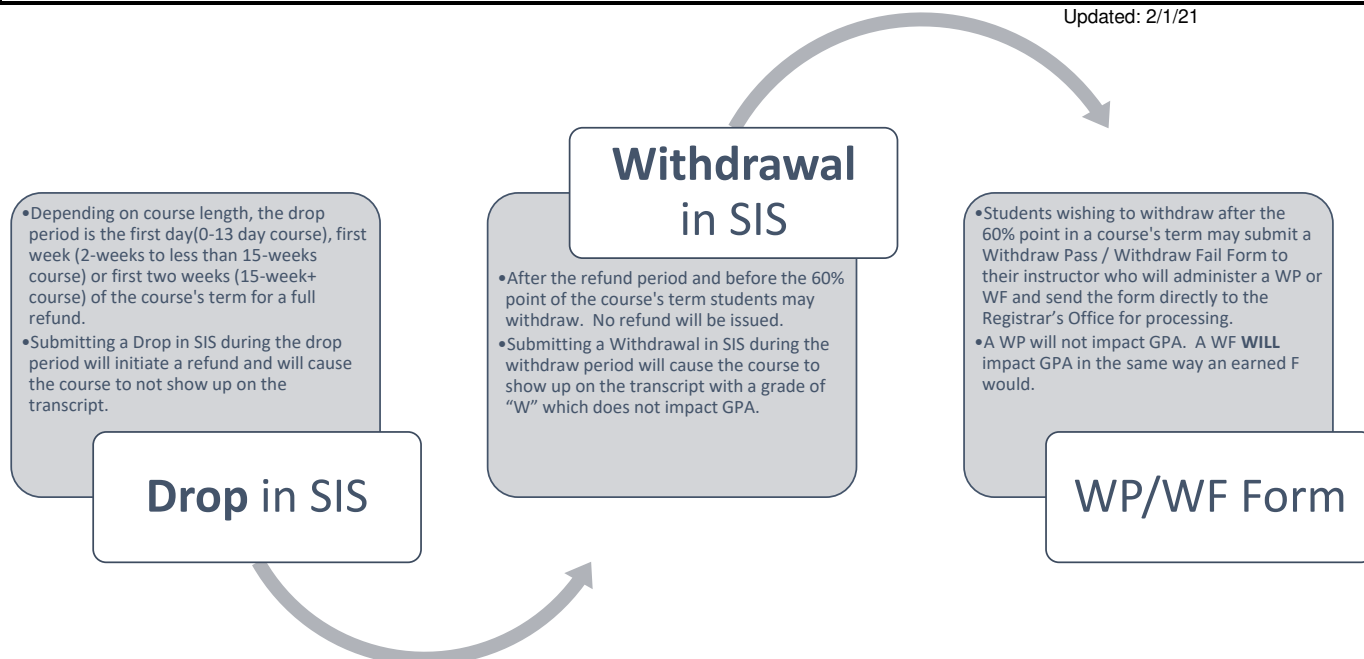 Updated: 2/1/21
•Depending on course length, the drop
period is the first day(0-13 day course), first
week (2-weeks to less than 15-weeks
course) or first two weeks (15-week+
course) of the course's term for a full
refund.
•Submitting a Drop in SIS during the drop
period will initiate a refund and will cause
the course to not show up on the
transcript.
Drop in SIS
Withdrawal
in SIS
•After the refund period and before the 60%
point of the course's term students may
withdraw. No refund will be issued.
•Submitting a Withdrawal in SIS during the
withdraw period will cause the course to
show up on the transcript with a grade of
“W” which does not impact GPA.
•Students wishing to withdraw after the
60% point in a course's term may submit a
Withdraw Pass / Withdraw Fail Form to
their instructor who will administer a WP or
WF and send the form directly to the
Registrar’s Office for processing.
•A WP will not impact GPA. A WF WILL
impact GPA in the same way an earned F
would.
WP/WF Form